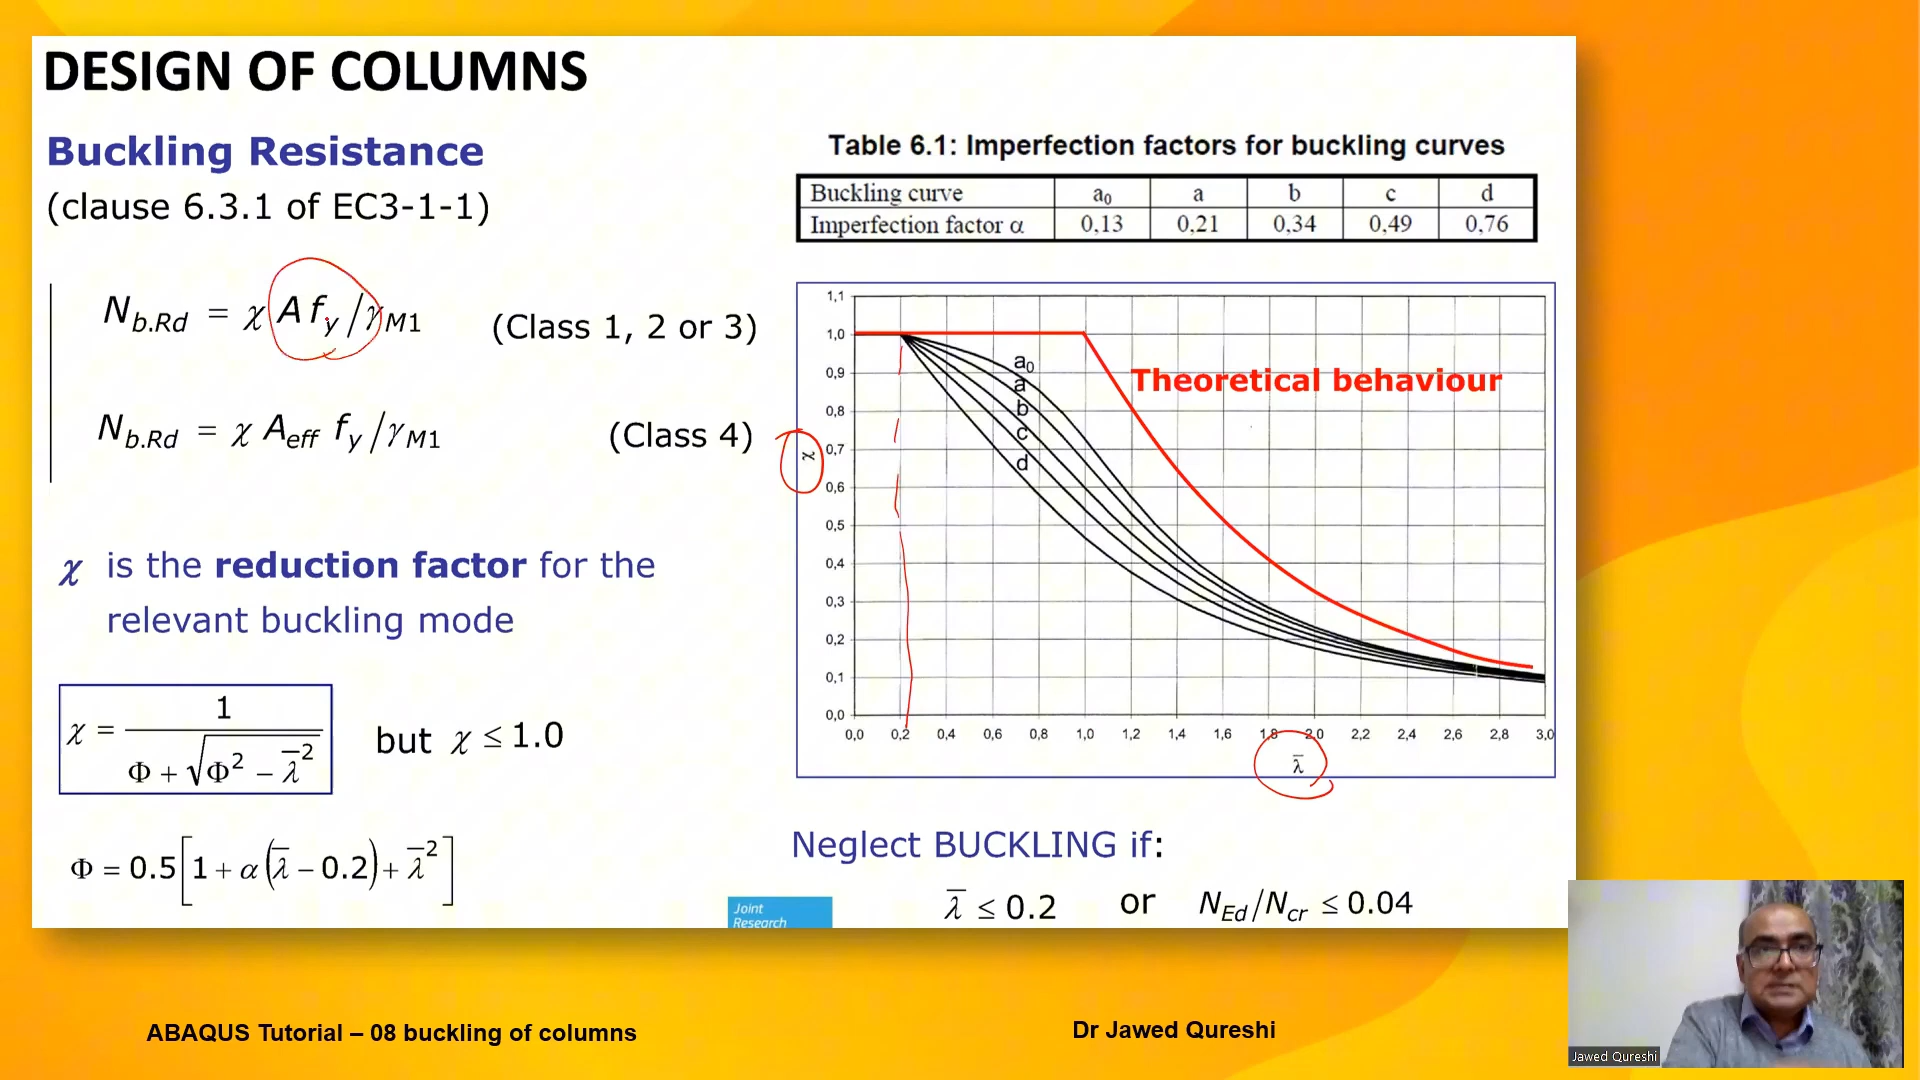 DESIGN OF COLUMNS
Buckling Resistance
(clause 6.3.1 of EC3-1-1)
N_b.Rd = χ A f_y / γ_M1 (Class 1, 2 or 3)
N_b.Rd = χ A_eff f_y / γ_M1 (Class 4)
χ is the reduction factor for the
relevant buckling mode
χ = 1 / (Φ + √(Φ² − λ̄²)) but χ ≤ 1.0
Φ = 0.5[1 + α(λ̄ − 0.2) + λ̄²]
Table 6.1: Imperfection factors for buckling curves
Buckling curve a₀ a b c d
Imperfection factor α 0,13 0,21 0,34 0,49 0,76
1,1
1,0
0,9
0,8
0,7
0,6
0,5
0,4
0,3
0,2
0,1
0,0
χ
a₀
a
b
c
d
Theoretical behaviour
0,0 0,2 0,4 0,6 0,8 1,0 1,2 1,4 1,6 1,8 2,0 2,2 2,4 2,6 2,8 3,0
λ̄
Neglect BUCKLING if:
λ̄ ≤ 0.2 or N_Ed/N_cr ≤ 0.04
Joint
Research
ABAQUS Tutorial – 08 buckling of columns
Dr Jawed Qureshi
Jawed Qureshi